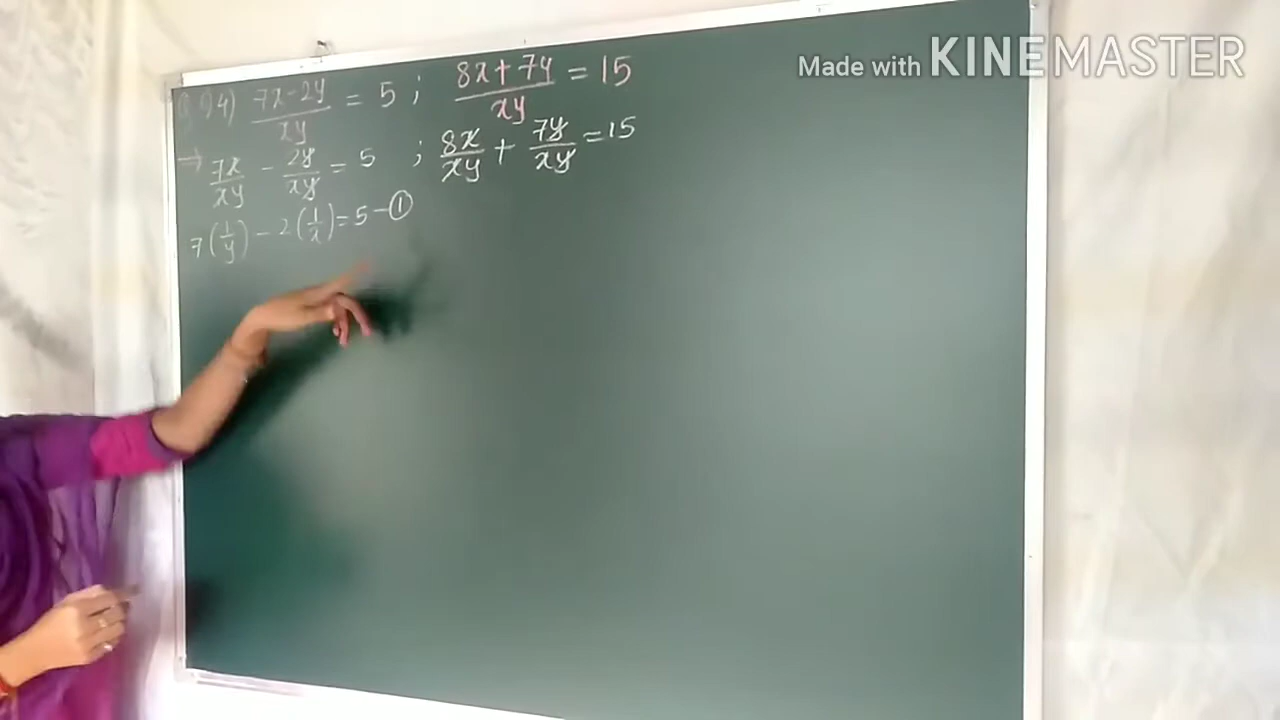 Made with KINEMASTER
Q.94) 7x-2y/xy = 5 ; 8x+7y/xy = 15
→ 7x/xy - 2y/xy = 5 ; 8x/xy + 7y/xy = 15
7(1/y) - 2(1/x) = 5 - ①